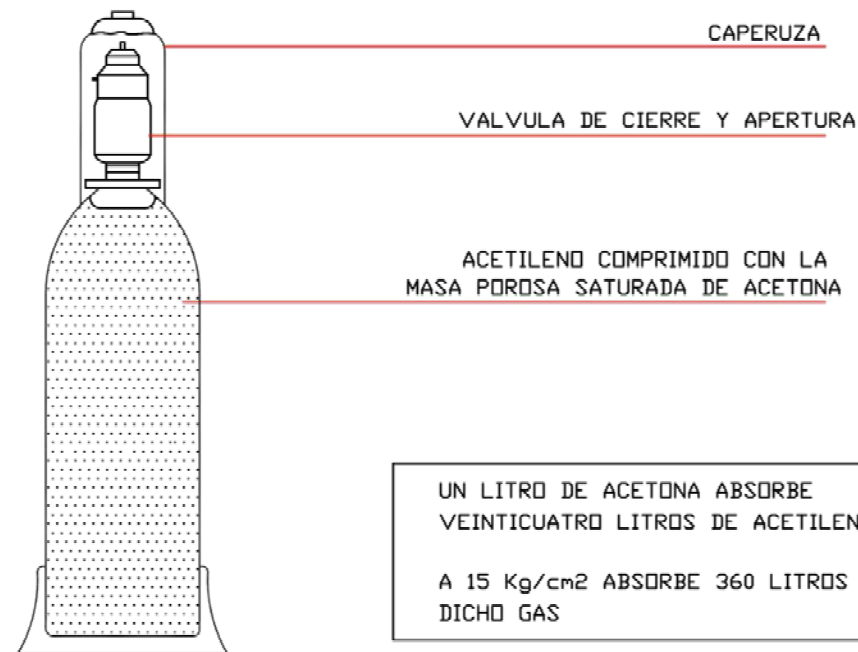 CAPERUZA
VALVULA DE CIERRE Y APERTURA
ACETILENO COMPRIMIDO CON LA
MASA POROSA SATURADA DE ACETONA
UN LITRO DE ACETONA ABSORBE
VEINTICUATRO LITROS DE ACETILEN
A 15 Kg/cm2 ABSORBE 360 LITROS
DICHO GAS